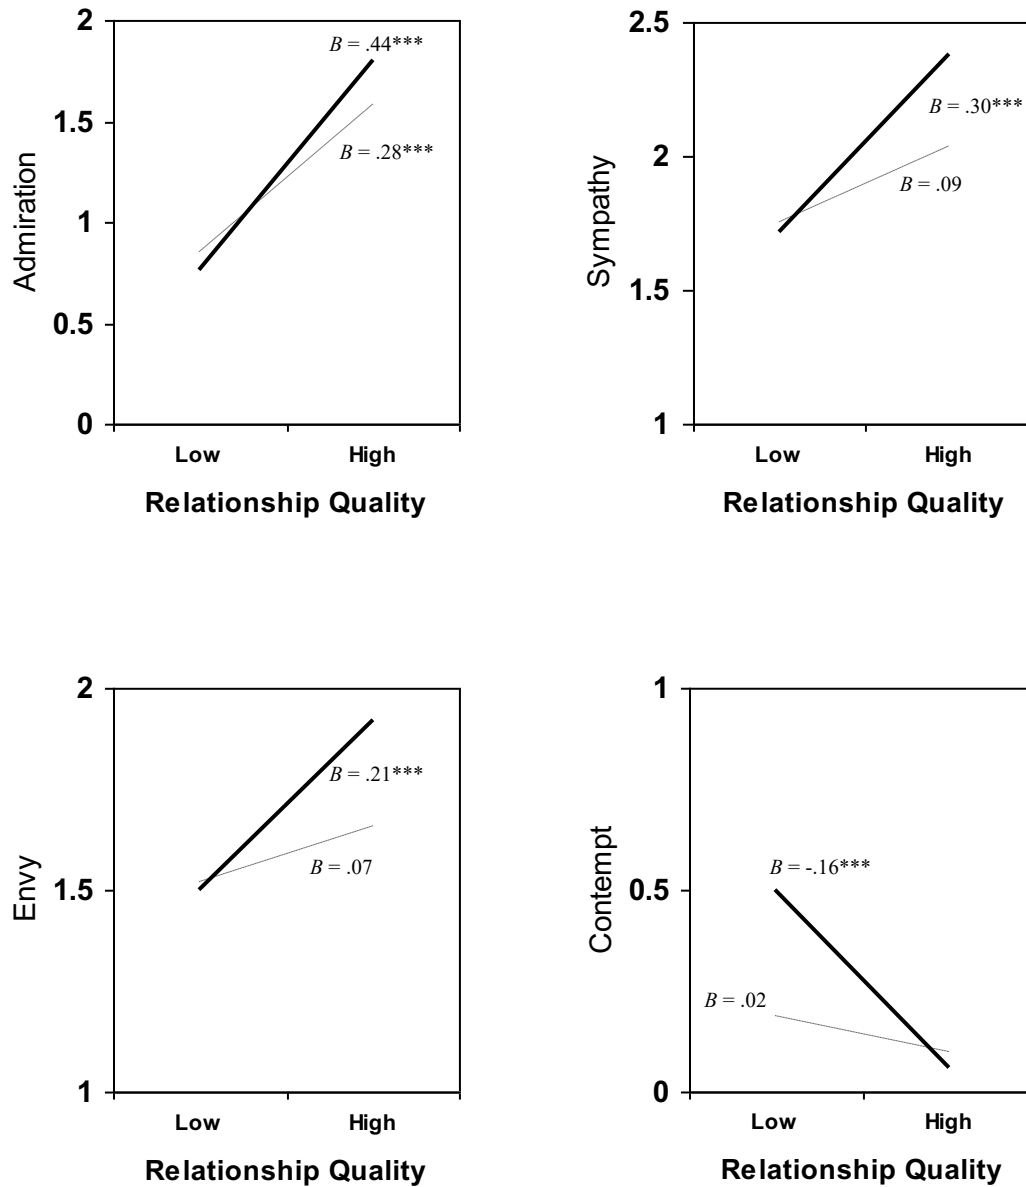 2
B = .44***
1.5
B = .28***
Admiration
1
0.5
0
Low High
Relationship Quality
2.5
B = .30***
2
B = .09
Sympathy
1.5
1
Low High
Relationship Quality
2
B = .21***
1.5
B = .07
Envy
1
Low High
Relationship Quality
1
B = -.16***
0.5
Contempt
B = .02
0
Low High
Relationship Quality